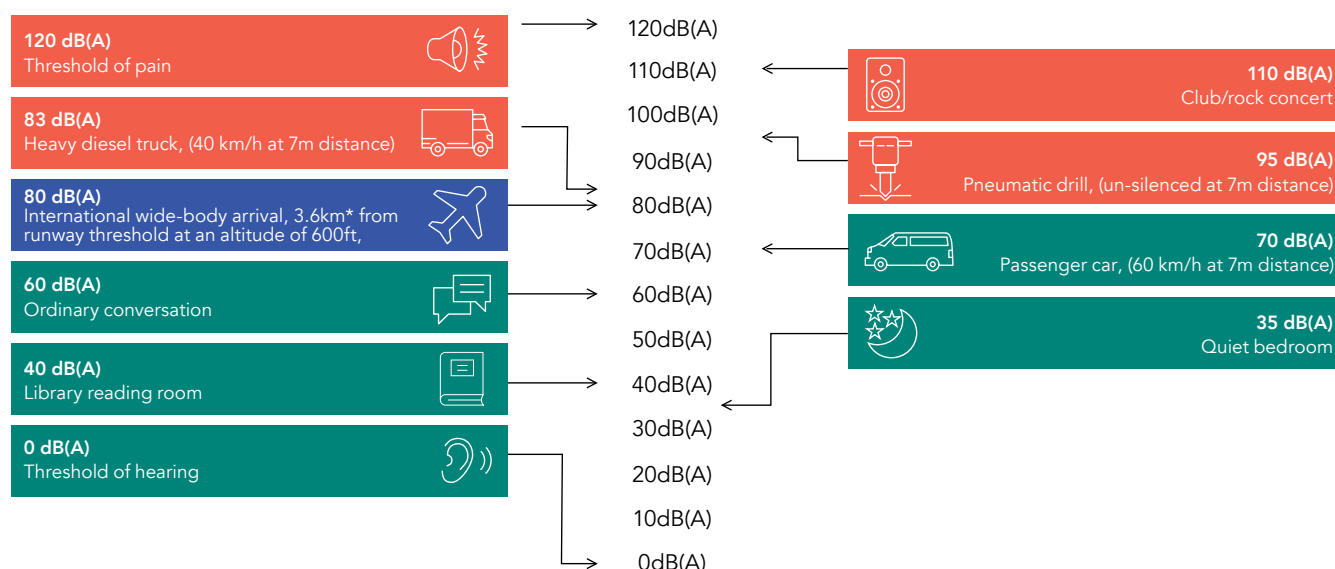 120 dB(A)
Threshold of pain
83 dB(A)
Heavy diesel truck, (40 km/h at 7m distance)
80 dB(A)
International wide-body arrival, 3.6km* from
runway threshold at an altitude of 600ft,
60 dB(A)
Ordinary conversation
40 dB(A)
Library reading room
0 dB(A)
Threshold of hearing
120dB(A)
110dB(A)
100dB(A)
90dB(A)
80dB(A)
70dB(A)
60dB(A)
50dB(A)
40dB(A)
30dB(A)
20dB(A)
10dB(A)
0dB(A)
110 dB(A)
Club/rock concert
95 dB(A)
Pneumatic drill, (un-silenced at 7m distance)
70 dB(A)
Passenger car, (60 km/h at 7m distance)
35 dB(A)
Quiet bedroom